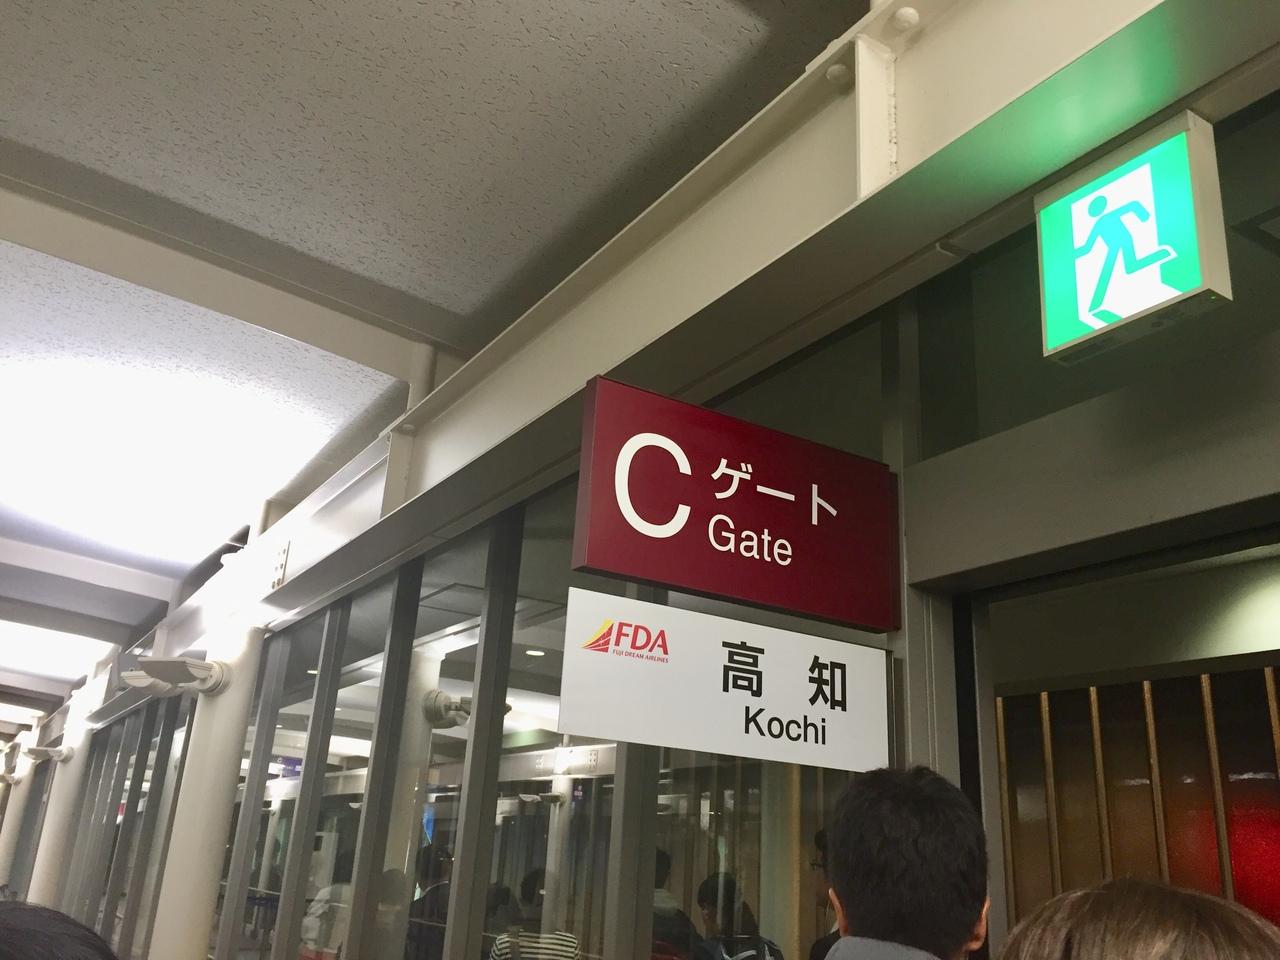 C ゲート
Gate
FDA
FUJI DREAM AIRLINES
高知
Kochi